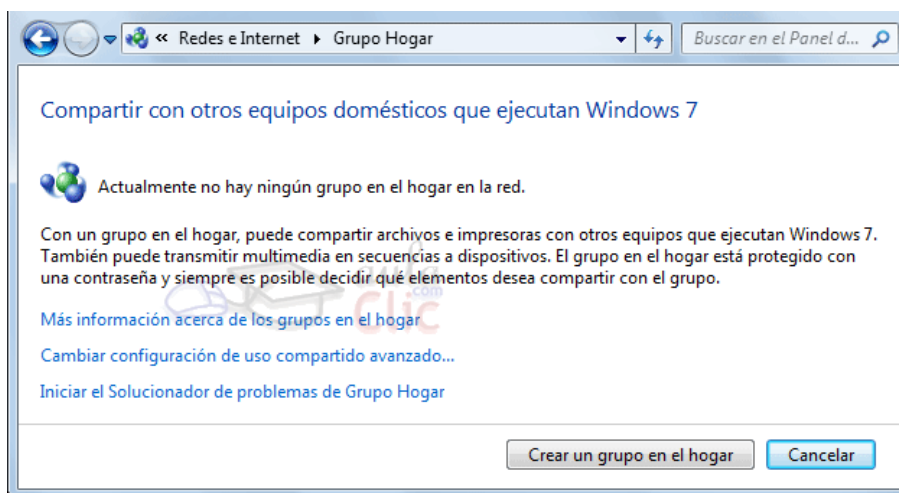 « Redes e Internet ▸ Grupo Hogar
Buscar en el Panel d...
Compartir con otros equipos domésticos que ejecutan Windows 7
Actualmente no hay ningún grupo en el hogar en la red.
Con un grupo en el hogar, puede compartir archivos e impresoras con otros equipos que ejecutan Windows 7.
También puede transmitir multimedia en secuencias a dispositivos. El grupo en el hogar está protegido con
una contraseña y siempre es posible decidir qué elementos desea compartir con el grupo.
aula
.com
Clic
Más información acerca de los grupos en el hogar
Cambiar configuración de uso compartido avanzado...
Iniciar el Solucionador de problemas de Grupo Hogar
Crear un grupo en el hogar
Cancelar